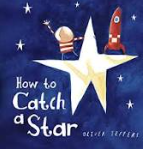 How to
Catch
a Star
OLIVER JEFFERS